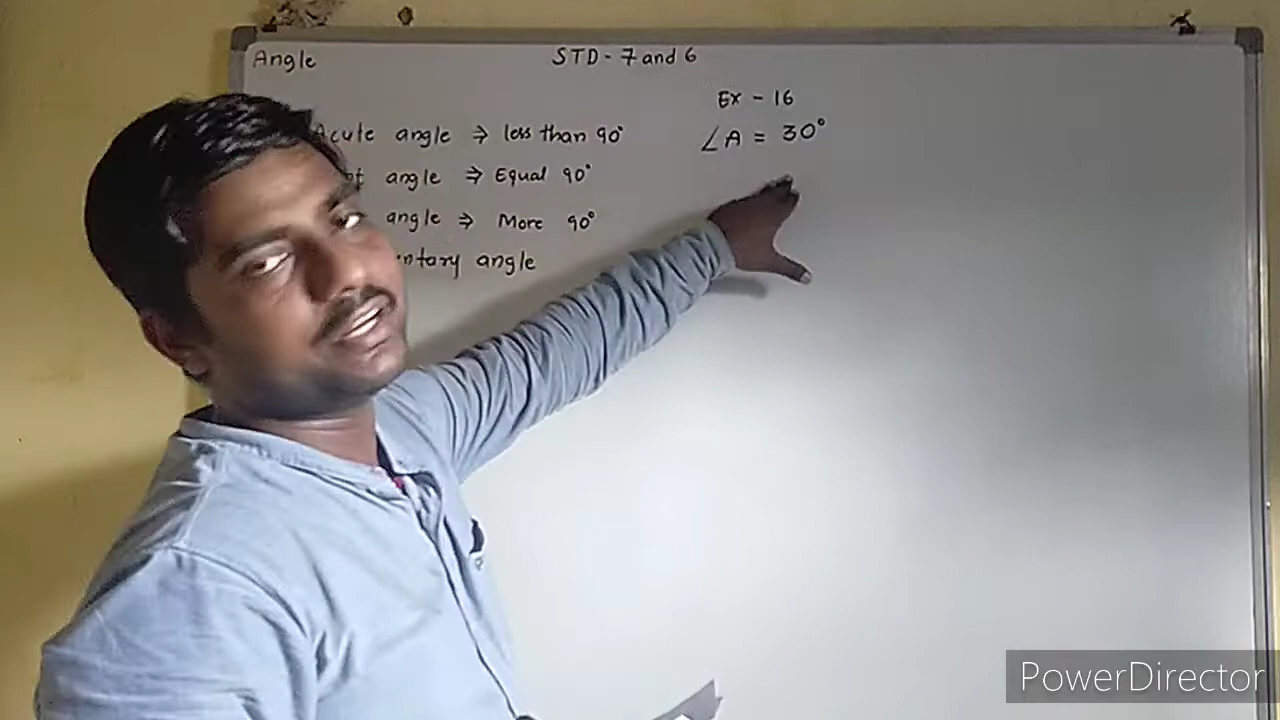 Angle
STD - 7 and 6
Ex - 16
Acute angle ⇒ less than 90°
∠A = 30°
angle ⇒ Equal 90°
angle ⇒ More 90°
angle
PowerDirector